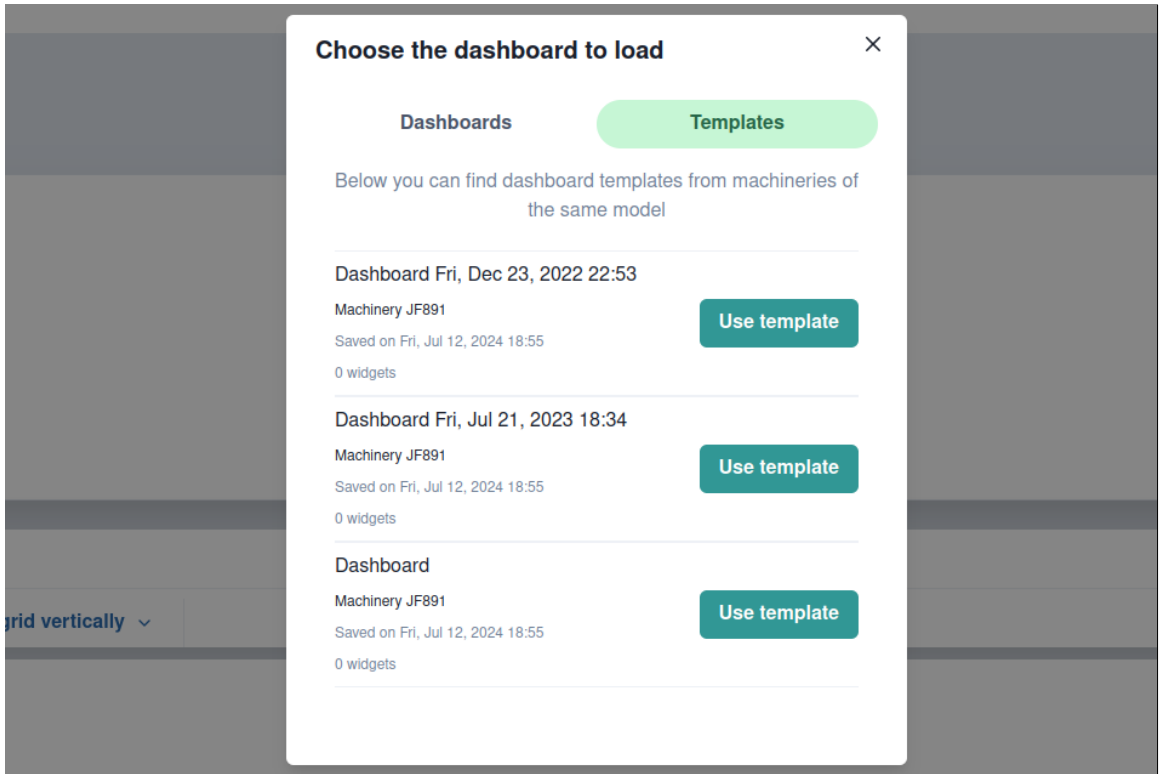 Choose the dashboard to load
Dashboards
Templates
Below you can find dashboard templates from machineries of
the same model
Dashboard Fri, Dec 23, 2022 22:53
Machinery JF891
Use template
Saved on Fri, Jul 12, 2024 18:55
0 widgets
Dashboard Fri, Jul 21, 2023 18:34
Machinery JF891
Use template
Saved on Fri, Jul 12, 2024 18:55
0 widgets
Dashboard
Machinery JF891
Use template
Saved on Fri, Jul 12, 2024 18:55
0 widgets
grid vertically